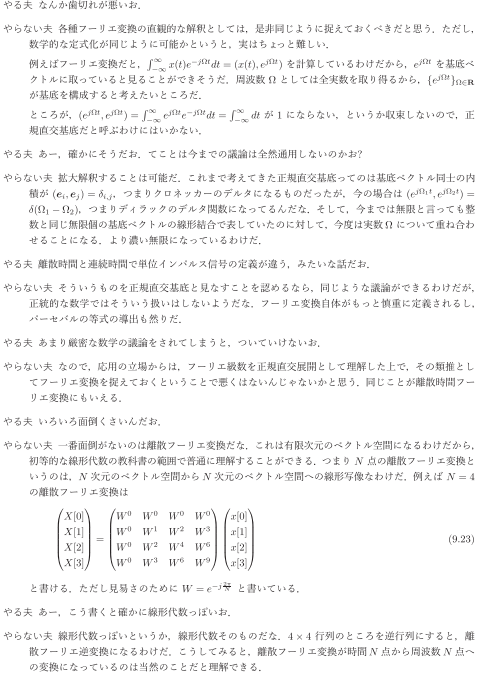 やる夫 なんか歯切れが悪いお．
やらない夫 各種フーリエ変換の直観的な解釈としては，是非同じように捉えておくべきだと思う．ただし，
数学的な定式化が同じように可能かというと，実はちょっと難しい．
例えばフーリエ変換だと，∫_{-∞}^{∞} x(t)e^{-jΩt}dt = (x(t), e^{jΩt}) を計算しているわけだから，e^{jΩt} を基底ベ
クトルに取っていると見ることができそうだ．周波数 Ω としては全実数を取り得るから，{e^{jΩt}}_{Ω∈R}
が基底を構成すると考えたいところだ．
ところが，(e^{jΩt}, e^{jΩt}) = ∫_{-∞}^{∞} e^{jΩt}e^{-jΩt}dt = ∫_{-∞}^{∞} dt が 1 にならない，というか収束しないので，正
規直交基底だと呼ぶわけにはいかない．
やる夫 あー，確かにそうだお．てことは今までの議論は全然通用しないのかお?
やらない夫 拡大解釈することは可能だ．これまで考えてきた正規直交基底ってのは基底ベクトル同士の内
積が (e_i, e_j) = δ_{i,j}，つまりクロネッカーのデルタになるものだったが，今の場合は (e^{jΩ_1t}, e^{jΩ_2t}) =
δ(Ω_1 − Ω_2)，つまりディラックのデルタ関数になってるんだな．そして，今までは無限と言っても整
数と同じ無限個の基底ベクトルの線形結合で表していたのに対して，今度は実数 Ω について重ね合わ
せることになる．より濃い無限になっているわけだ．
やる夫 離散時間と連続時間で単位インパルス信号の定義が違う，みたいな話だお．
やらない夫 そういうものを正規直交基底と見なすことを認めるなら，同じような議論ができるわけだが，
正統的な数学ではそういう扱いはしないようだな．フーリエ変換自体がもっと慎重に定義されるし，
パーセバルの等式の導出も然りだ．
やる夫 あまり厳密な数学の議論をされてしまうと，ついていけないお．
やらない夫 なので，応用の立場からは，フーリエ級数を正規直交展開として理解した上で，その類推とし
てフーリエ変換を捉えておくということで悪くはないんじゃないかと思う．同じことが離散時間フー
リエ変換にもいえる．
やる夫 いろいろ面倒くさいんだお．
やらない夫 一番面倒がないのは離散フーリエ変換だな．これは有限次元のベクトル空間になるわけだから，
初等的な線形代数の教科書の範囲で普通に理解することができる．つまり N 点の離散フーリエ変換と
いうのは，N 次元のベクトル空間から N 次元のベクトル空間への線形写像なわけだ．例えば N = 4
の離散フーリエ変換は
(X[0]) (W^0 W^0 W^0 W^0) (x[0])
(X[1]) = (W^0 W^1 W^2 W^3) (x[1]) (9.23)
(X[2]) (W^0 W^2 W^4 W^6) (x[2])
(X[3]) (W^0 W^3 W^6 W^9) (x[3])
と書ける．ただし見易さのために W = e^{-j\frac{2π}{N}} と書いている．
やる夫 あー，こう書くと確かに線形代数っぽいお．
やらない夫 線形代数っぽいというか，線形代数そのものだな．4 × 4 行列のところを逆行列にすると，離
散フーリエ逆変換になるわけだ．こうしてみると，離散フーリエ変換が時間 N 点から周波数 N 点へ
の変換になっているのは当然のことだと理解できる．